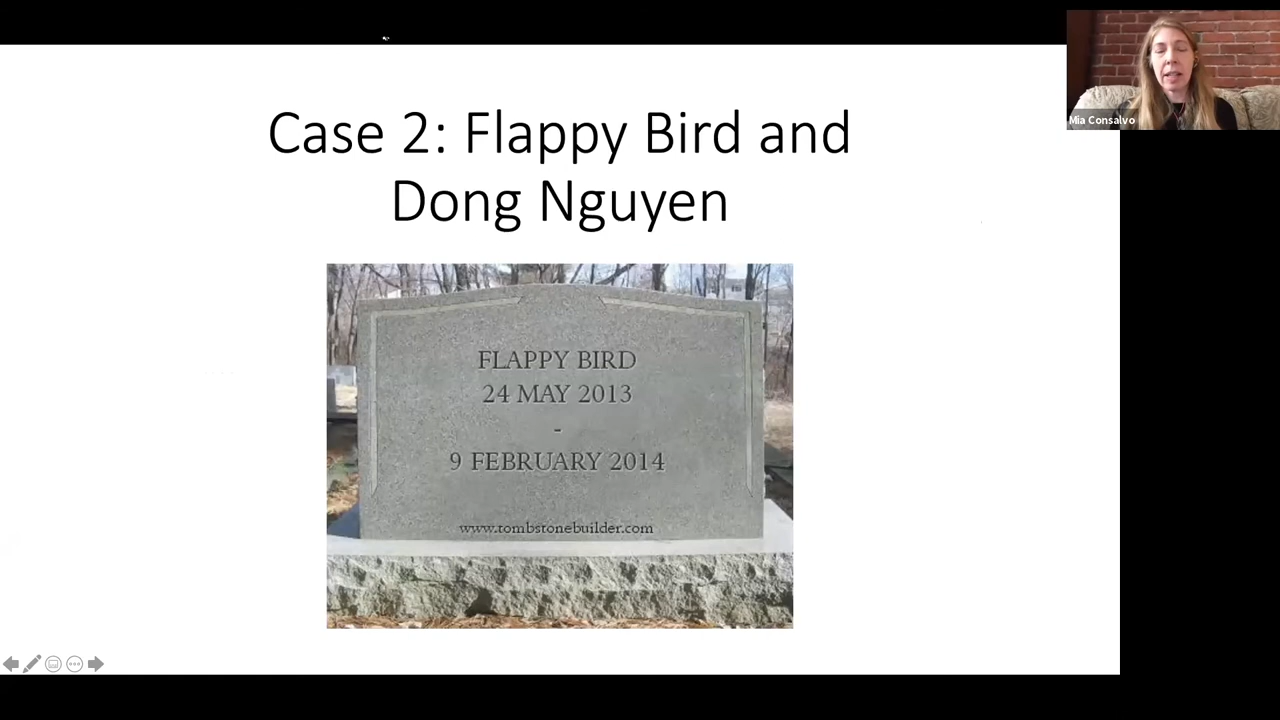 Case 2: Flappy Bird and
Dong Nguyen
FLAPPY BIRD
24 MAY 2013
-
9 FEBRUARY 2014
www.tombstonebuilder.com
Mia Consalvo